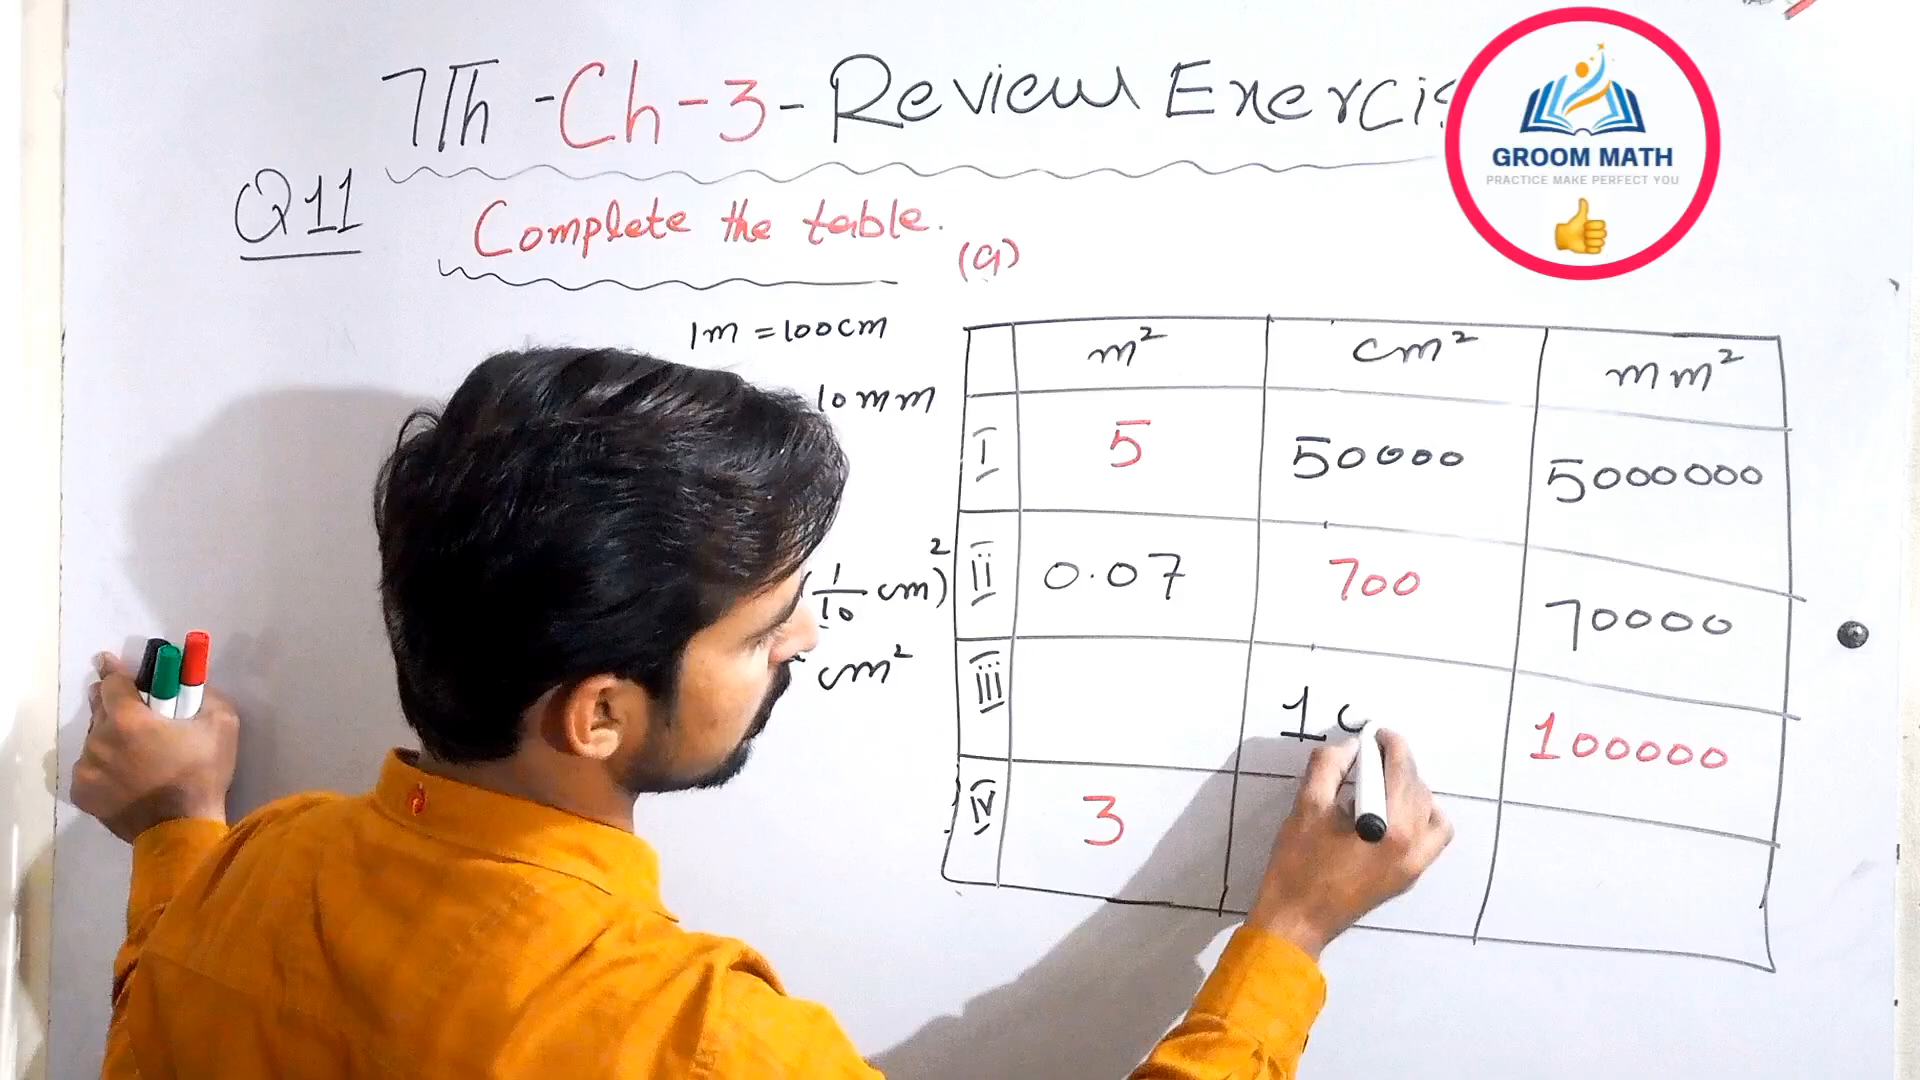 7Th - Ch - 3 - Review Exercis
GROOM MATH
PRACTICE MAKE PERFECT YOU
Q11
Complete the table.
(a)
1m = 100cm
10mm
(1/10 cm)²
cm²
m² cm² mm²
I 5 50000 5000000
ii 0.07 700 70000
iii 10 100000
iv 3